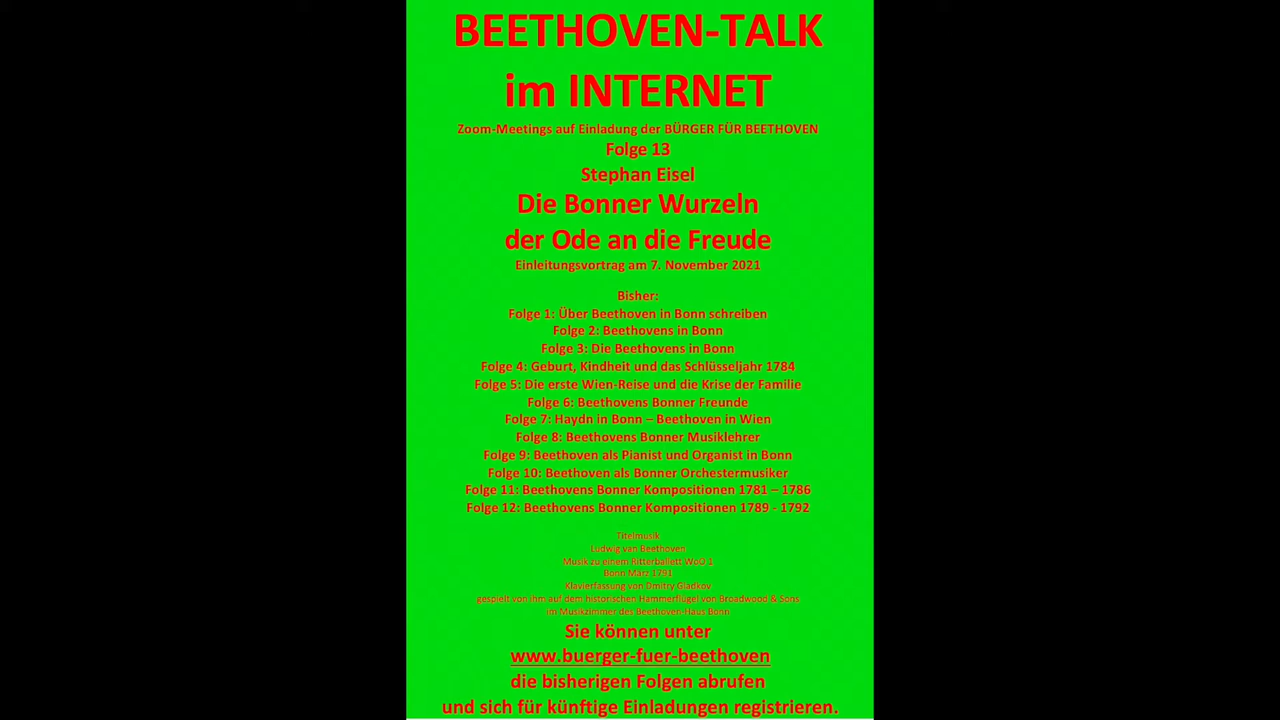 BEETHOVEN-TALK
im INTERNET
Zoom-Meetings auf Einladung der BÜRGER FÜR BEETHOVEN
Folge 13
Stephan Eisel
Die Bonner Wurzeln
der Ode an die Freude
Einleitungsvortrag am 7. November 2021
Bisher:
Folge 1: Über Beethoven in Bonn schreiben
Folge 2: Beethovens in Bonn
Folge 3: Die Beethovens in Bonn
Folge 4: Geburt, Kindheit und das Schlüsseljahr 1784
Folge 5: Die erste Wien-Reise und die Krise der Familie
Folge 6: Beethovens Bonner Freunde
Folge 7: Haydn in Bonn – Beethoven in Wien
Folge 8: Beethovens Bonner Musiklehrer
Folge 9: Beethoven als Pianist und Organist in Bonn
Folge 10: Beethoven als Bonner Orchestermusiker
Folge 11: Beethovens Bonner Kompositionen 1781 – 1786
Folge 12: Beethovens Bonner Kompositionen 1789 - 1792
Titelmusik
Ludwig van Beethoven
Musik zu einem Ritterballett WoO 1
Bonn März 1791
Klavierfassung von Dmitry Gladkov
gespielt von ihm auf dem historischen Hammerflügel von Broadwood & Sons
im Musikzimmer des Beethoven-Haus Bonn
Sie können unter
www.buerger-fuer-beethoven
die bisherigen Folgen abrufen
und sich für künftige Einladungen registrieren.